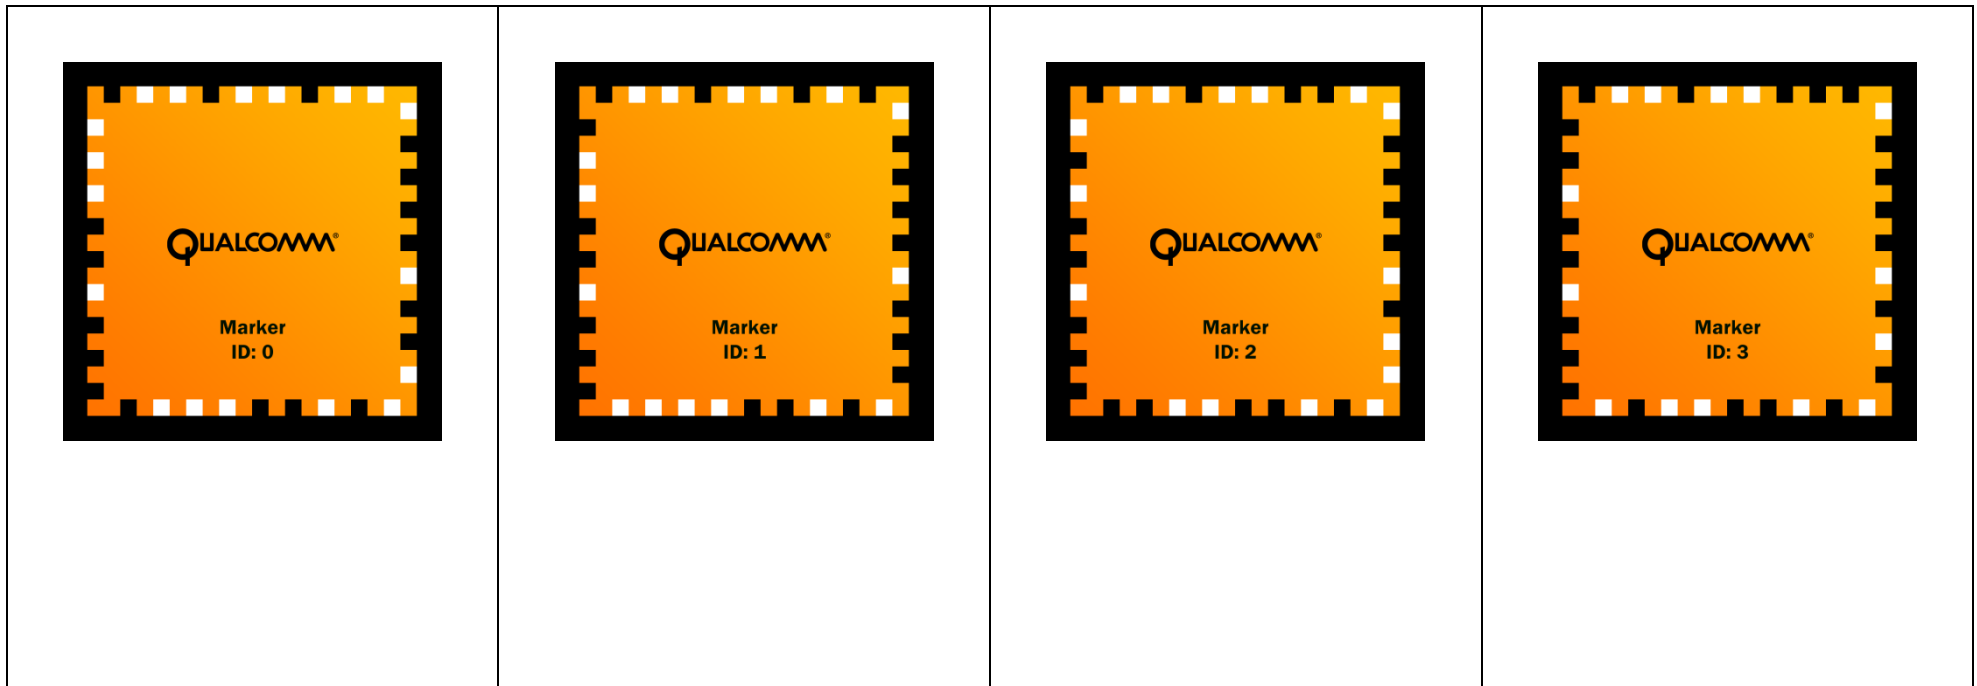 QUALCOMM®
Marker
ID: 0
QUALCOMM®
Marker
ID: 1
QUALCOMM®
Marker
ID: 2
QUALCOMM®
Marker
ID: 3